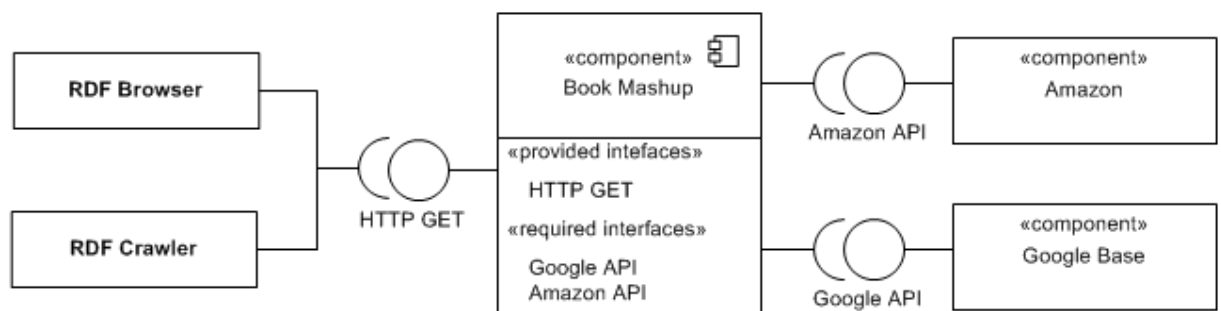 RDF Browser
RDF Crawler
HTTP GET
«component»
Book Mashup
«provided intefaces»
HTTP GET
«required interfaces»
Google API
Amazon API
Amazon API
Google API
«component»
Amazon
«component»
Google Base